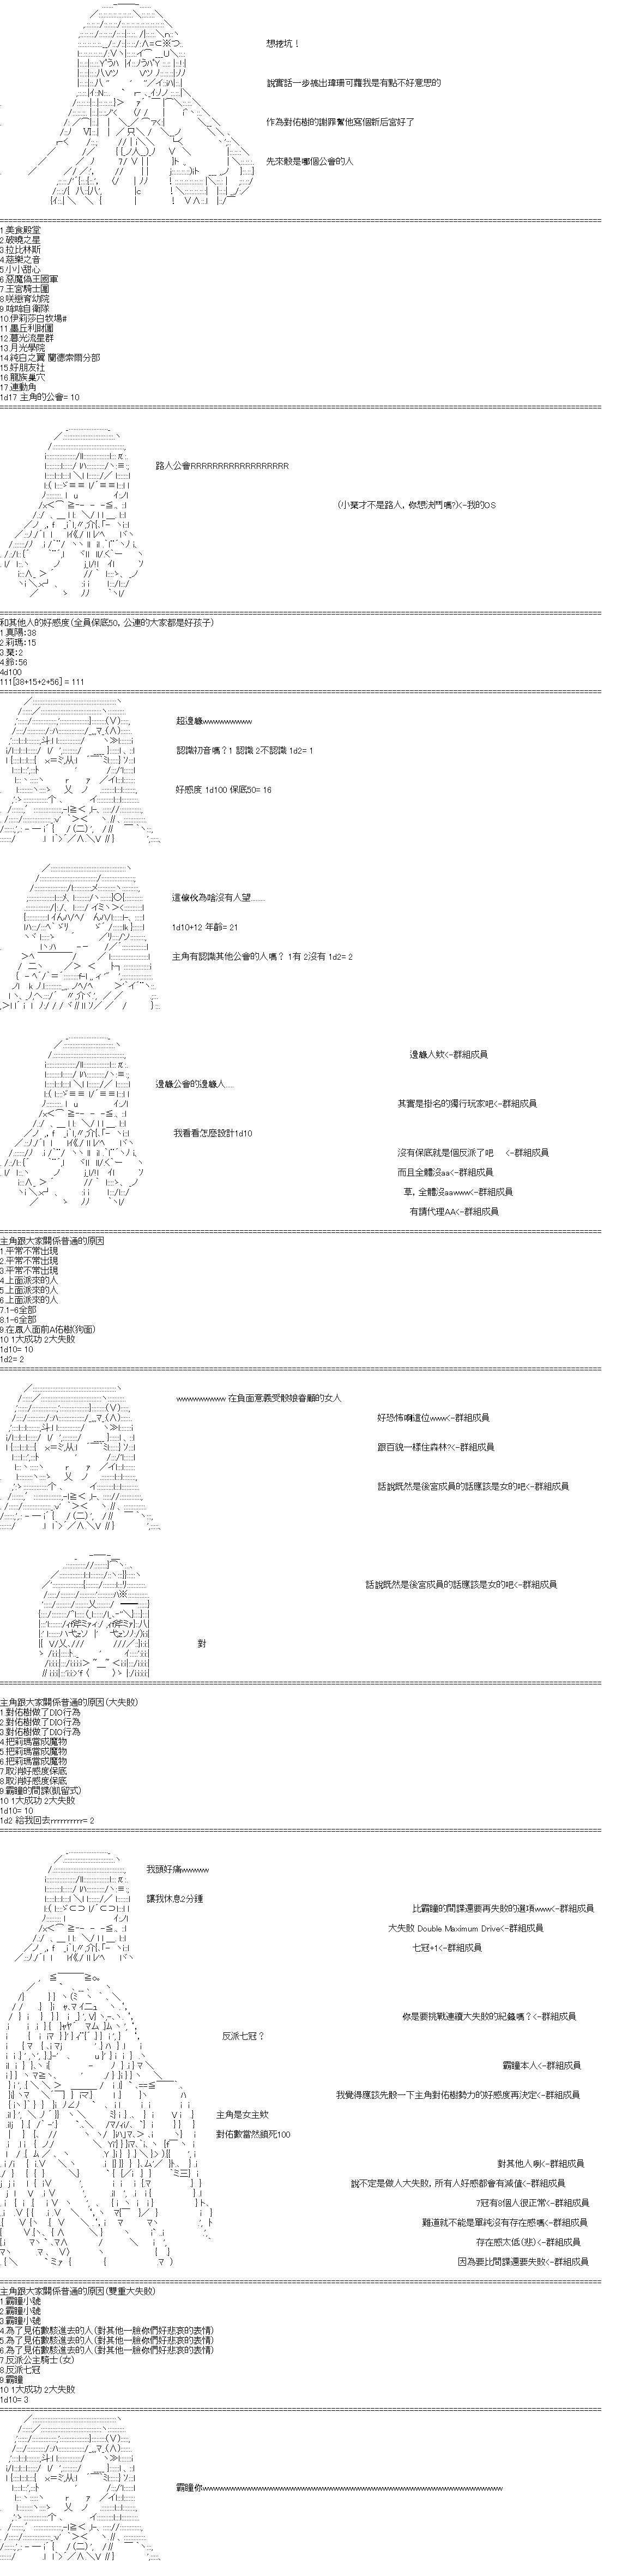 想挖坑！
說實話一步挑出瑋珊可蘿我是有點不好意思的
作為對佑樹的謝罪幫他寫個新后宮好了
先來骰是哪個公會的人
1.美食殿堂
2.破曉之星
3.拉比林斯
4.慈樂之音
5.小小甜心
6.惡魔偽王國軍
7.王宮騎士團
8.咲戀育幼院
9.哞哞自衛隊
10.伊莉莎白牧場#
11.墨丘利財團
12.暮光流星群
13.月光學院
14.純白之翼 蘭德索爾分部
15.好朋友社
16.龍族巢穴
17.連動角
1d17 主角的公會= 10
路人公會RRRRRRRRRRRRRRRRRR
(小栞才不是路人, 你想決鬥嗎?)<-我的OS
和其他人的好感度(全員保底50, 公連的大家都是好孩子)
1.真陽:38
2.莉瑪:15
3.栞:2
4.鈴:56
4d100
111[38+15+2+56] = 111
超邊緣wwwwwwwww
認識初音嗎？1 認識 2不認識 1d2= 1
好感度 1d100 保底50= 16
這傢伙為啥沒有人望........
1d10+12 年齡= 21
主角有認識其他公會的人嗎？ 1有 2沒有 1d2= 2
邊緣人欸<-群組成員
邊緣公會的邊緣人.....
其實是掛名的獨行玩家吧<-群組成員
我看看怎麼設計1d10
沒有保底就是個反派了吧 <-群組成員
而且全體沒aa<-群組成員
草, 全體沒aawww<-群組成員
有請代理AA<-群組成員
主角跟大家關係普通的原因
1.平常不常出現
2.平常不常出現
3.平常不常出現
4.上面派來的人
5.上面派來的人
6.上面派來的人
7.1-6全部
8.1-6全部
9.在鳳人面前A佑樹(狗面)
10 1大成功 2大失敗
1d10= 10
1d2= 2
wwwwwwwww 在負面意義受骰娘眷顧的女人
好恐怖啊這位www<-群組成員
跟百貌一樣住森林?<-群組成員
話說既然是後宮成員的話應該是女的吧<-群組成員
話說既然是後宮成員的話應該是女的吧<-群組成員
對
主角跟大家關係普通的原因(大失敗)
1.對佑樹做了DIO行為
2.對佑樹做了DIO行為
3.對佑樹做了DIO行為
4.把莉瑪當成魔物
5.把莉瑪當成魔物
6.把莉瑪當成魔物
7.取消好感度保底
8.取消好感度保底
9.霸瞳的間諜(凱留式)
10 1大成功 2大失敗
1d10= 10
1d2 給我回去rrrrrrrrr= 2
我頭好痛wwwwww
讓我休息2分鐘
比霸瞳的間諜還要再失敗的選項www<-群組成員
大失敗 Double Maximum Drive<-群組成員
七冠+1<-群組成員
你是要挑戰連續大失敗的紀錄嗎？<-群組成員
反派七冠？
霸瞳本人<-群組成員
我覺得應該先骰一下主角對佑樹勢力的好感度再決定<-群組成員
主角是女主欸
對佑數當然鎖死100
對其他人啊<-群組成員
說不定是做人大失敗, 所有人好感都會有減值<-群組成員
7冠有8個人很正常<-群組成員
難道就不能是單純沒有存在感嗎<-群組成員
存在感太低(悲)<-群組成員
因為要比間諜還要失敗<-群組成員
主角跟大家關係普通的原因(雙重大失敗)
1.霸瞳小號
2.霸瞳小號
3.霸瞳小號
4.為了見佑數駭進去的人(對其他一臉你們好悲哀的表情)
5.為了見佑數駭進去的人(對其他一臉你們好悲哀的表情)
6.為了見佑數駭進去的人(對其他一臉你們好悲哀的表情)
7.反派公主騎士(女)
8.反派七冠
9.霸瞳
10 1大成功 2大失敗
1d10= 3
霸瞳你wwwwwwwwwwwwwwwwwwwwwwwwwwwwwwwwwwwwwwwwwwwwwwwwwww